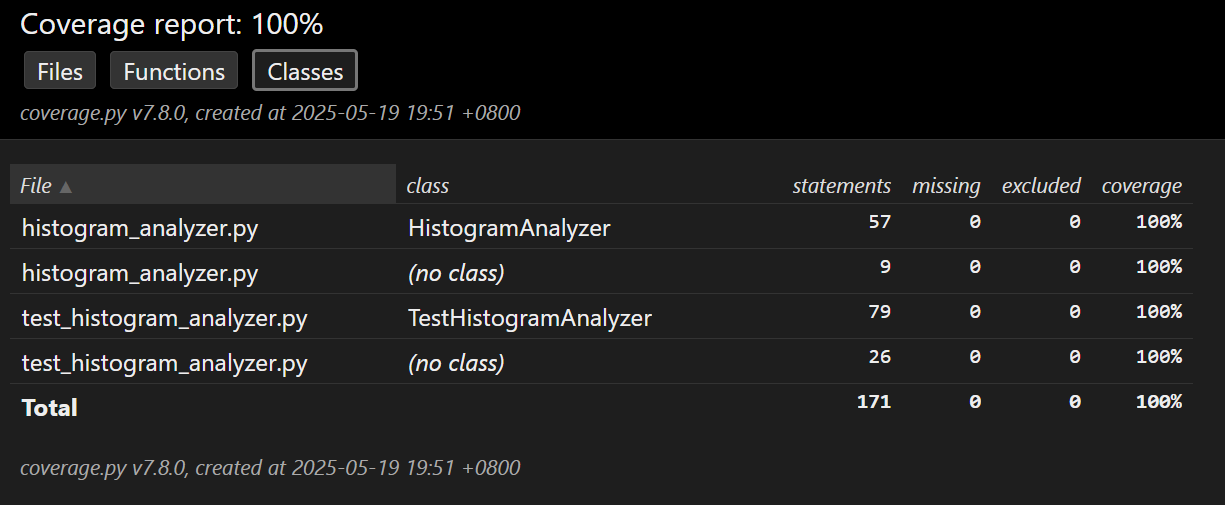 Coverage report: 100%
Files Functions Classes
coverage.py v7.8.0, created at 2025-05-19 19:51 +0800
File ▲ class statements missing excluded coverage
histogram_analyzer.py HistogramAnalyzer 57 0 0 100%
histogram_analyzer.py (no class) 9 0 0 100%
test_histogram_analyzer.py TestHistogramAnalyzer 79 0 0 100%
test_histogram_analyzer.py (no class) 26 0 0 100%
Total 171 0 0 100%
coverage.py v7.8.0, created at 2025-05-19 19:51 +0800